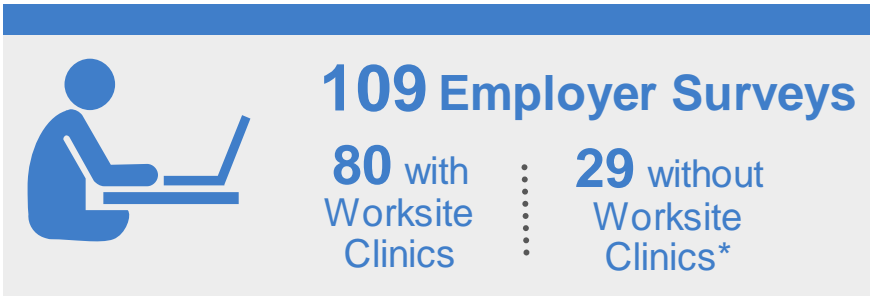 109 Employer Surveys
80 with
Worksite
Clinics
29 without
Worksite
Clinics*